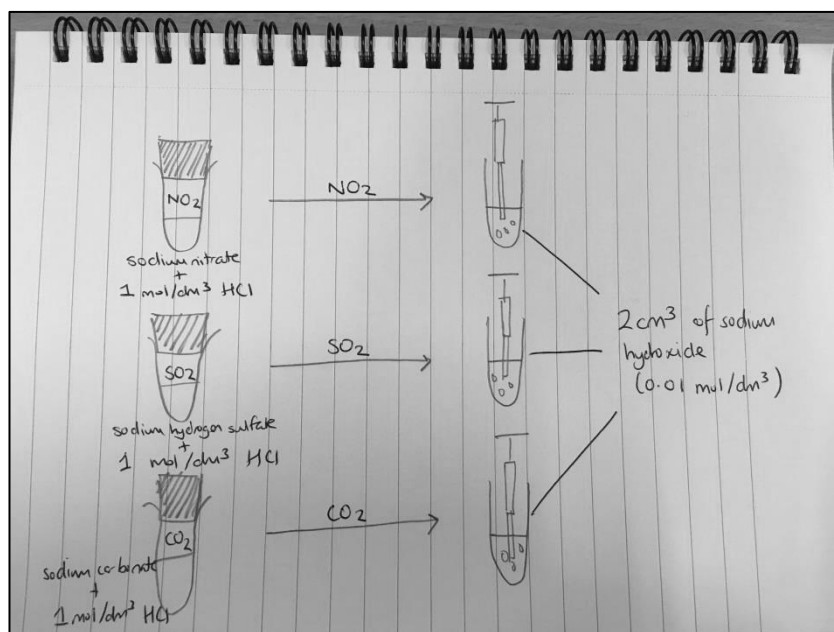 NO2
NO2
sodium nitrate
+
1 mol/dm³ HCl
SO2
SO2
sodium hydrogen sulfate
+
1 mol/dm³ HCl
CO2
CO2
sodium carbonate
+
1 mol/dm³ HCl
2cm³ of sodium
hydroxide
(0.01 mol/dm³)